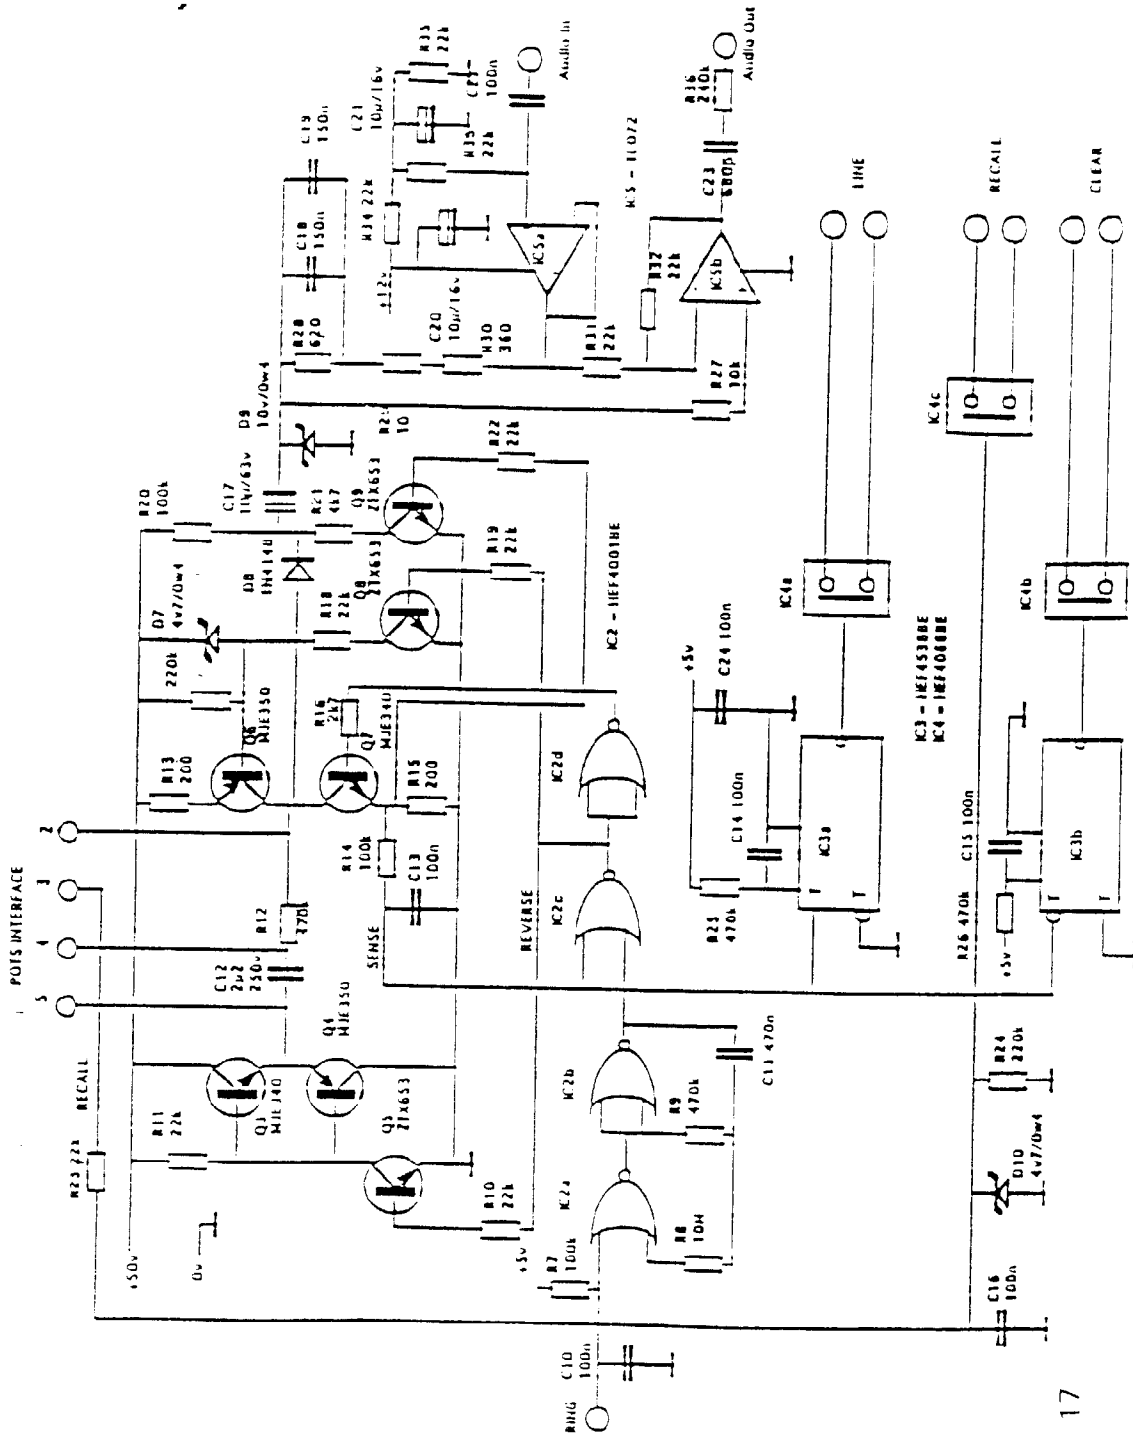 POTS INTERFACE
5
4
3
2
RECALL
R23 22k
+50v
0v
R11
22k
Q3
MJE340
Q4
MJE350
Q5
ZTX653
R10
22k
C12
2µ2
250v
R12
SENSE
R13
200
220k
Q6
MJE350
R14
100k
C13
100n
R15
200
R16
2k7
Q7
MJE340
D7
4v7/0w4
R18
22k
Q8
ZTX653
R19
22k
D8
1N4148
R20
100k
C17
10µ/63v
R21
4k7
Q9
ZTX653
R22
22k
D9
10v/0w4
10
R28
620
C18
150n
C19
150n
C20
10µ/16v
R30
360
R31
22k
R27
10k
+12v
R34 22k
C21
10µ/16v
R35
22k
R33
22k
100n
Audio In
IC5a
R32
22k
IC5b
IC5 - TL072
C23
680p
R36
240k
Audio Out
REVERSE
IC2 - HEF4001BE
RING
C10
100n
+5v
R7
100k
R8
10M
IC2a
IC2b
R9
470k
C11 470n
IC2c
IC2d
+5v
C24 100n
R25
470k
C14 100n
IC3a
T
T
Q
IC4a
LINE
IC3 - HEF4538BE
IC4 - HEF4066BE
C16
100n
D10
4v7/0w4
R24
220k
IC4c
RECALL
+5v
R26 470k
C15 100n
IC3b
T
T
Q
IC4b
CLEAR
17